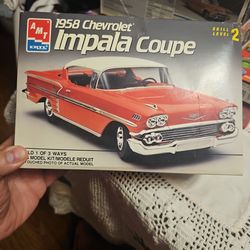 AMT
ERTL
1958 Chevrolet
Impala Coupe
SKILL
LEVEL 2
LD 1 OF 3 WAYS
MODEL KIT/MODELE REDUIT
OUCHED PHOTO OF ACTUAL MODEL